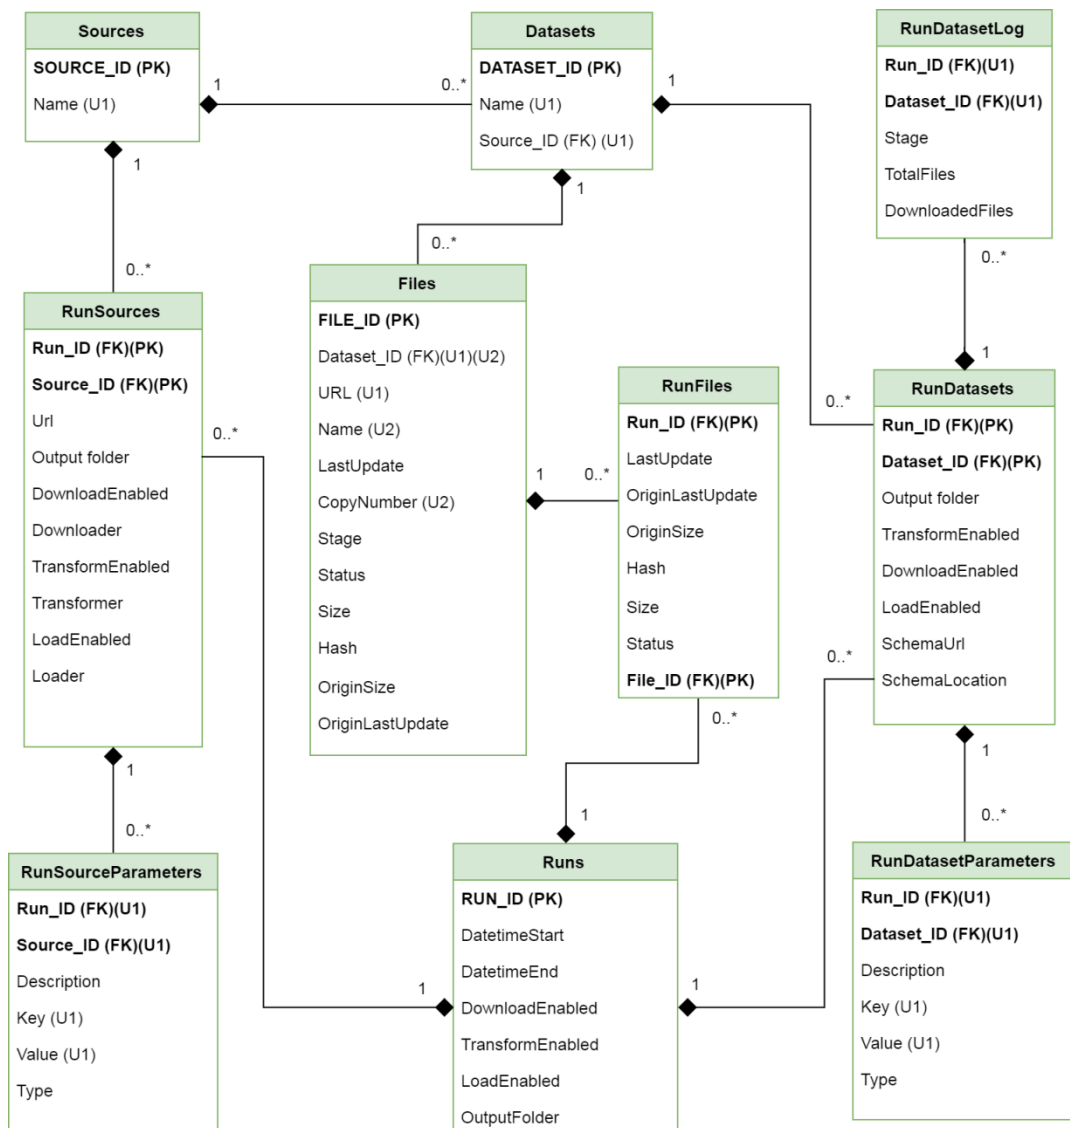 Sources
SOURCE_ID (PK)
Name (U1)
1
0..*
1
0..*
Datasets
DATASET_ID (PK)
Name (U1)
Source_ID (FK) (U1)
1
1
0..*
0..*
RunDatasetLog
Run_ID (FK)(U1)
Dataset_ID (FK)(U1)
Stage
TotalFiles
DownloadedFiles
0..*
1
RunSources
Run_ID (FK)(PK)
Source_ID (FK)(PK)
Url
Output folder
DownloadEnabled
Downloader
TransformEnabled
Transformer
LoadEnabled
Loader
0..*
1
0..*
Files
FILE_ID (PK)
Dataset_ID (FK)(U1)(U2)
URL (U1)
Name (U2)
LastUpdate
CopyNumber (U2)
Stage
Status
Size
Hash
OriginSize
OriginLastUpdate
1
0..*
RunFiles
Run_ID (FK)(PK)
LastUpdate
OriginLastUpdate
OriginSize
Hash
Size
Status
File_ID (FK)(PK)
0..*
1
RunDatasets
Run_ID (FK)(PK)
Dataset_ID (FK)(PK)
Output folder
TransformEnabled
DownloadEnabled
LoadEnabled
SchemaUrl
SchemaLocation
0..*
1
0..*
RunSourceParameters
Run_ID (FK)(U1)
Source_ID (FK)(U1)
Description
Key (U1)
Value (U1)
Type
1
Runs
RUN_ID (PK)
DatetimeStart
DatetimeEnd
DownloadEnabled
TransformEnabled
LoadEnabled
OutputFolder
1
RunDatasetParameters
Run_ID (FK)(U1)
Dataset_ID (FK)(U1)
Description
Key (U1)
Value (U1)
Type